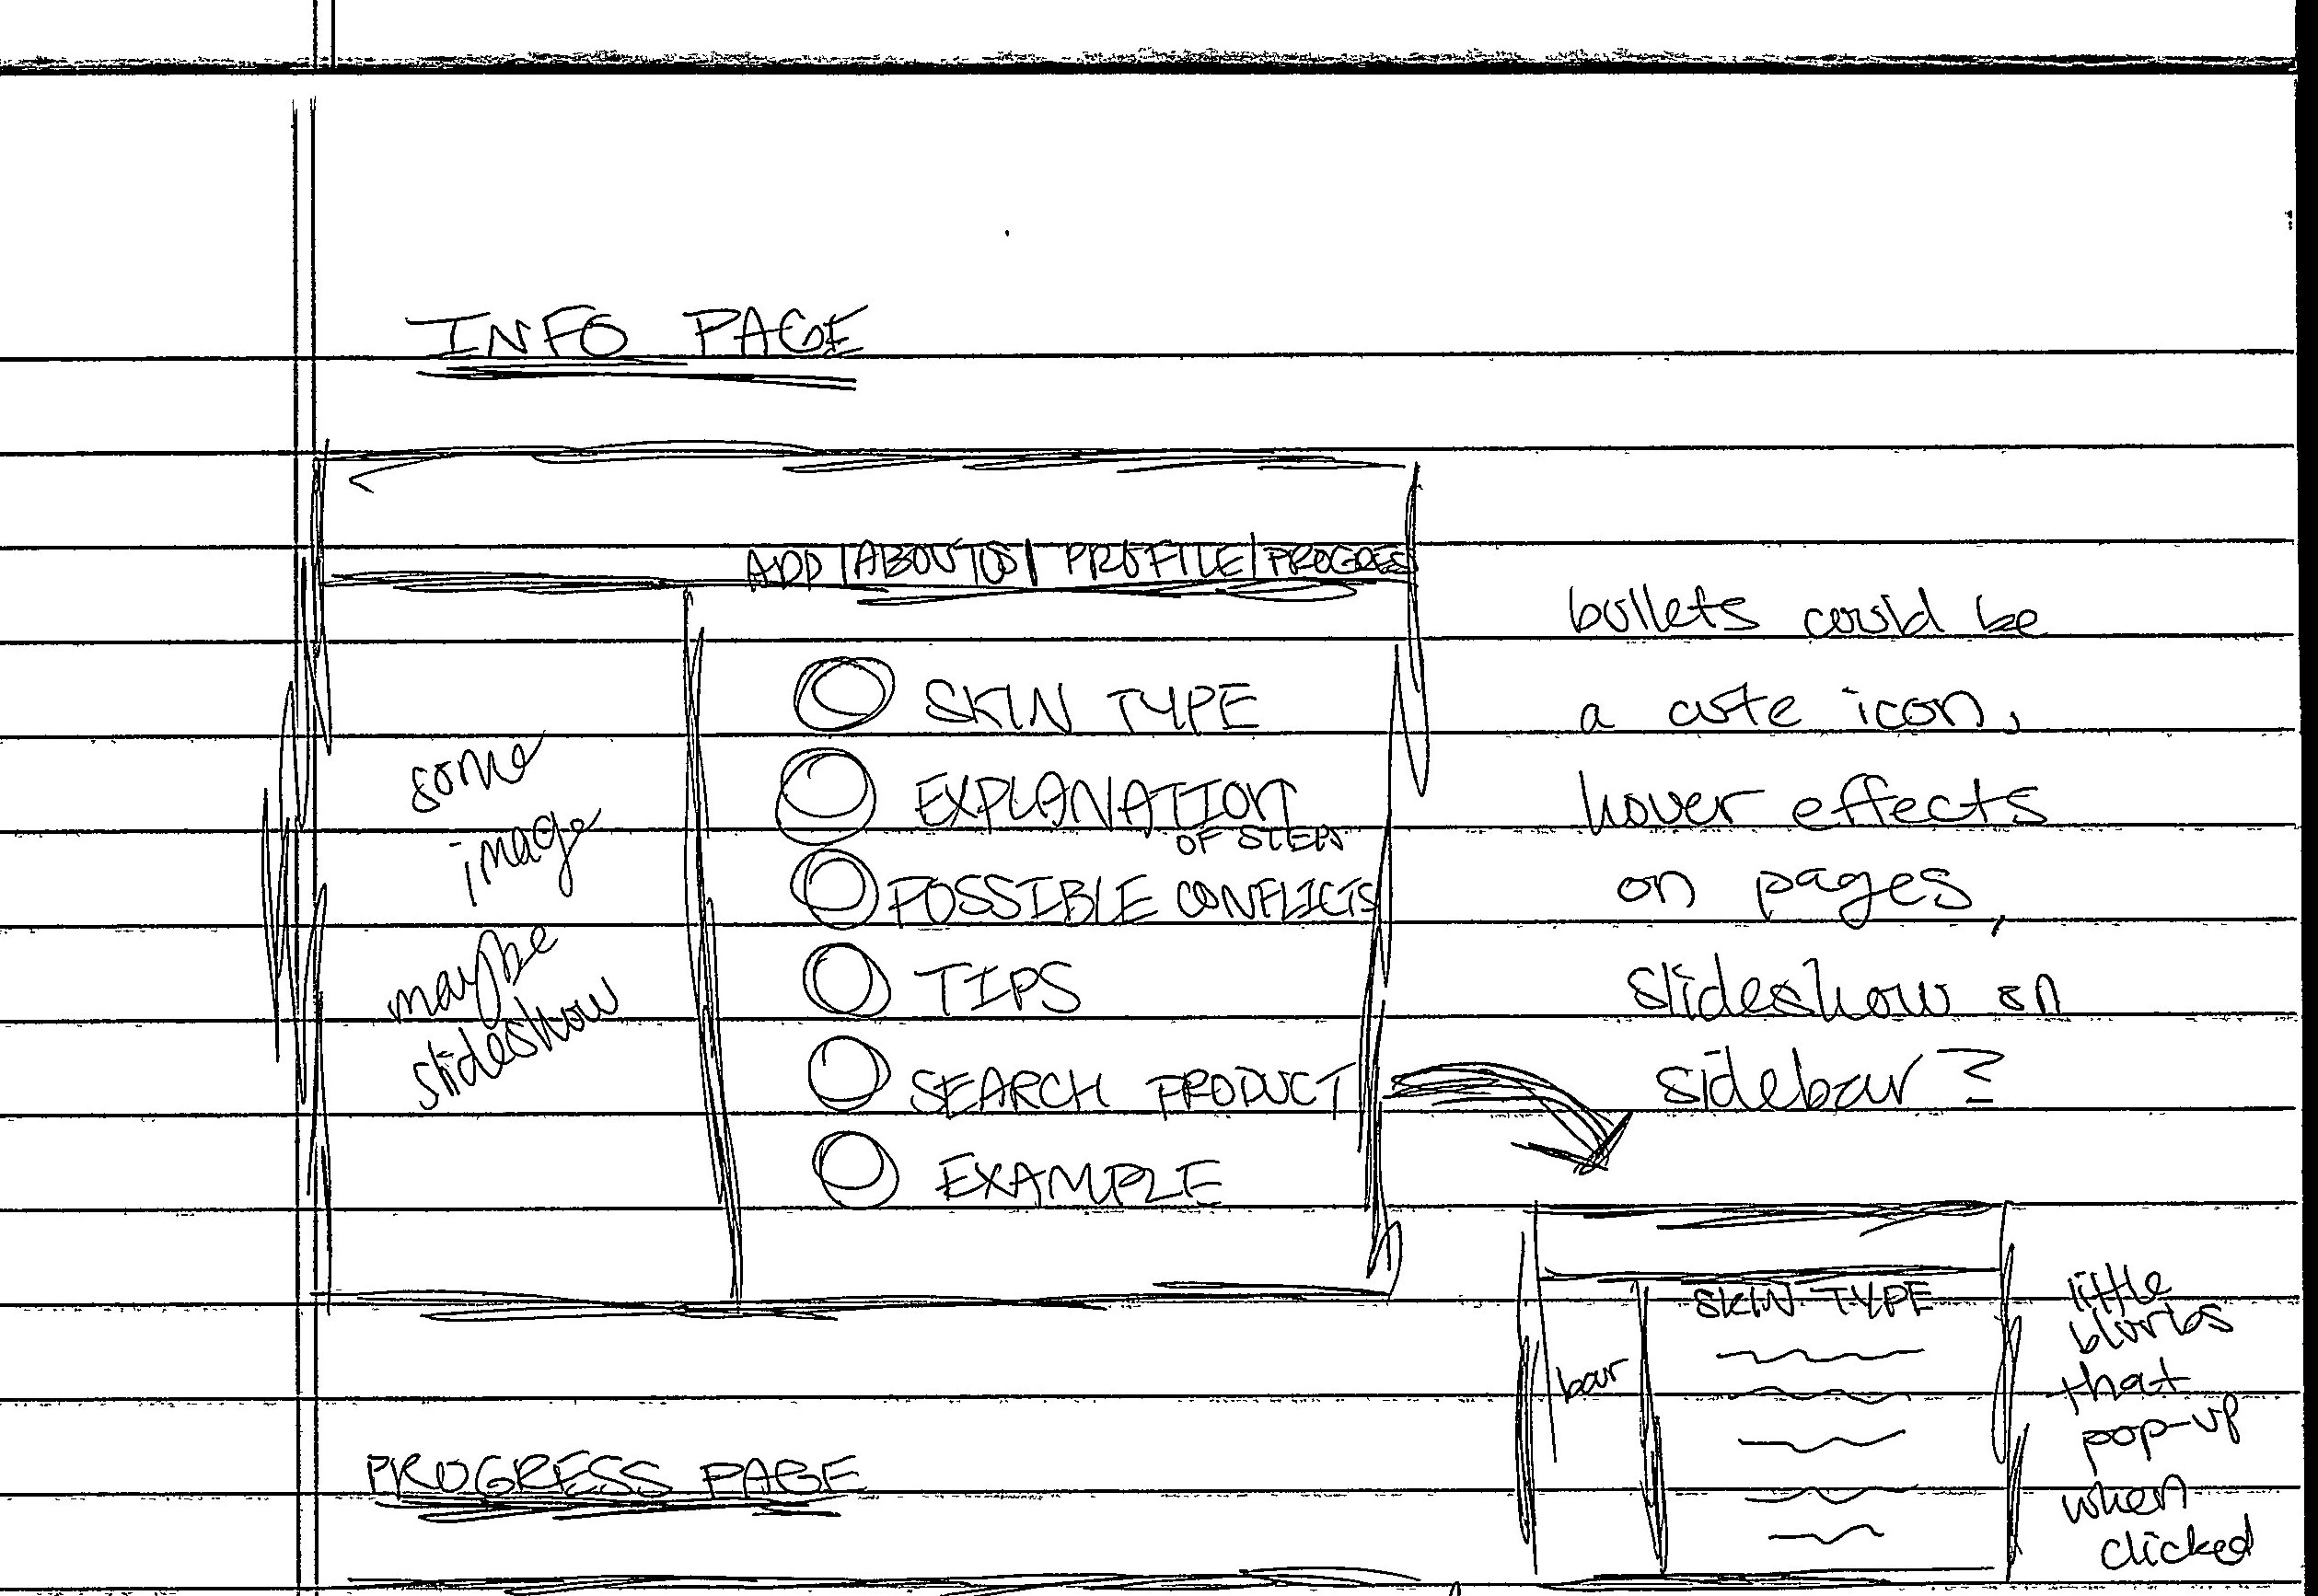 INFO PAGE
ADD | ABOUT US | PROFILE | PROGRESS
some
image
maybe
slideshow
SKIN TYPE
EXPLANATION
OF STEPS
POSSIBLE CONFLICTS
TIPS
SEARCH PRODUCT
EXAMPLE
bullets could be
a cute icon,
hover effects
on pages,
slideshow on
sidebar?
bar
SKIN TYPE
little
blurbs
that
pop-up
when
clicked
PROGRESS PAGE